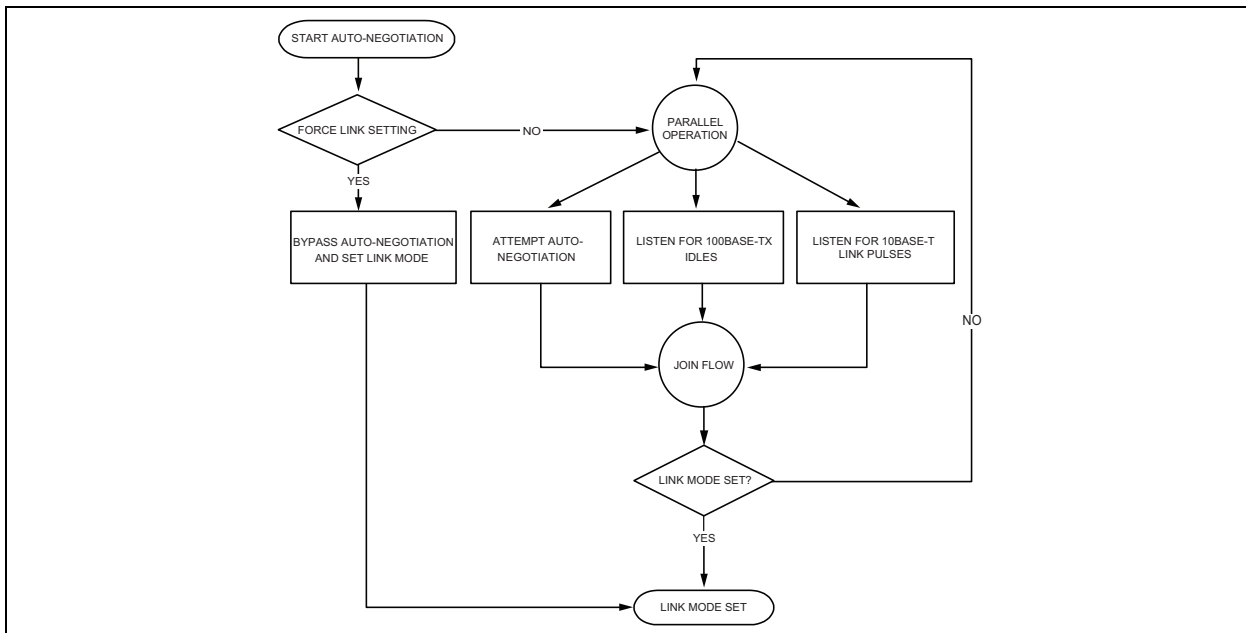 START AUTO-NEGOTIATION
FORCE LINK SETTING
NO
PARALLEL
OPERATION
YES
BYPASS AUTO-NEGOTIATION
AND SET LINK MODE
ATTEMPT AUTO-
NEGOTIATION
LISTEN FOR 100BASE-TX
IDLES
LISTEN FOR 10BASE-T
LINK PULSES
NO
JOIN FLOW
LINK MODE SET?
YES
LINK MODE SET